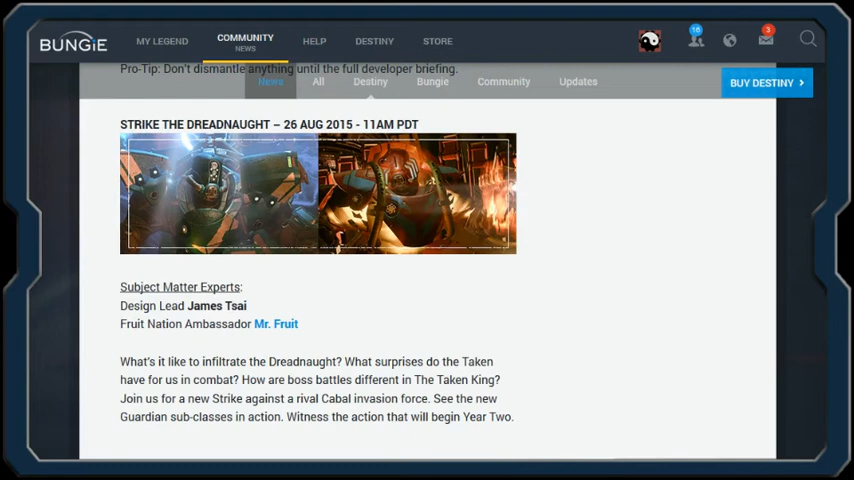 BUNGiE
MY LEGEND
COMMUNITY
NEWS
HELP
DESTINY
STORE
16
3
Pro-Tip: Don't dismantle anything until the full developer briefing.
News
All
Destiny
Bungie
Community
Updates
BUY DESTINY
STRIKE THE DREADNAUGHT – 26 AUG 2015 - 11AM PDT
Subject Matter Experts:
Design Lead James Tsai
Fruit Nation Ambassador Mr. Fruit
What's it like to infiltrate the Dreadnaught? What surprises do the Taken
have for us in combat? How are boss battles different in The Taken King?
Join us for a new Strike against a rival Cabal invasion force. See the new
Guardian sub-classes in action. Witness the action that will begin Year Two.